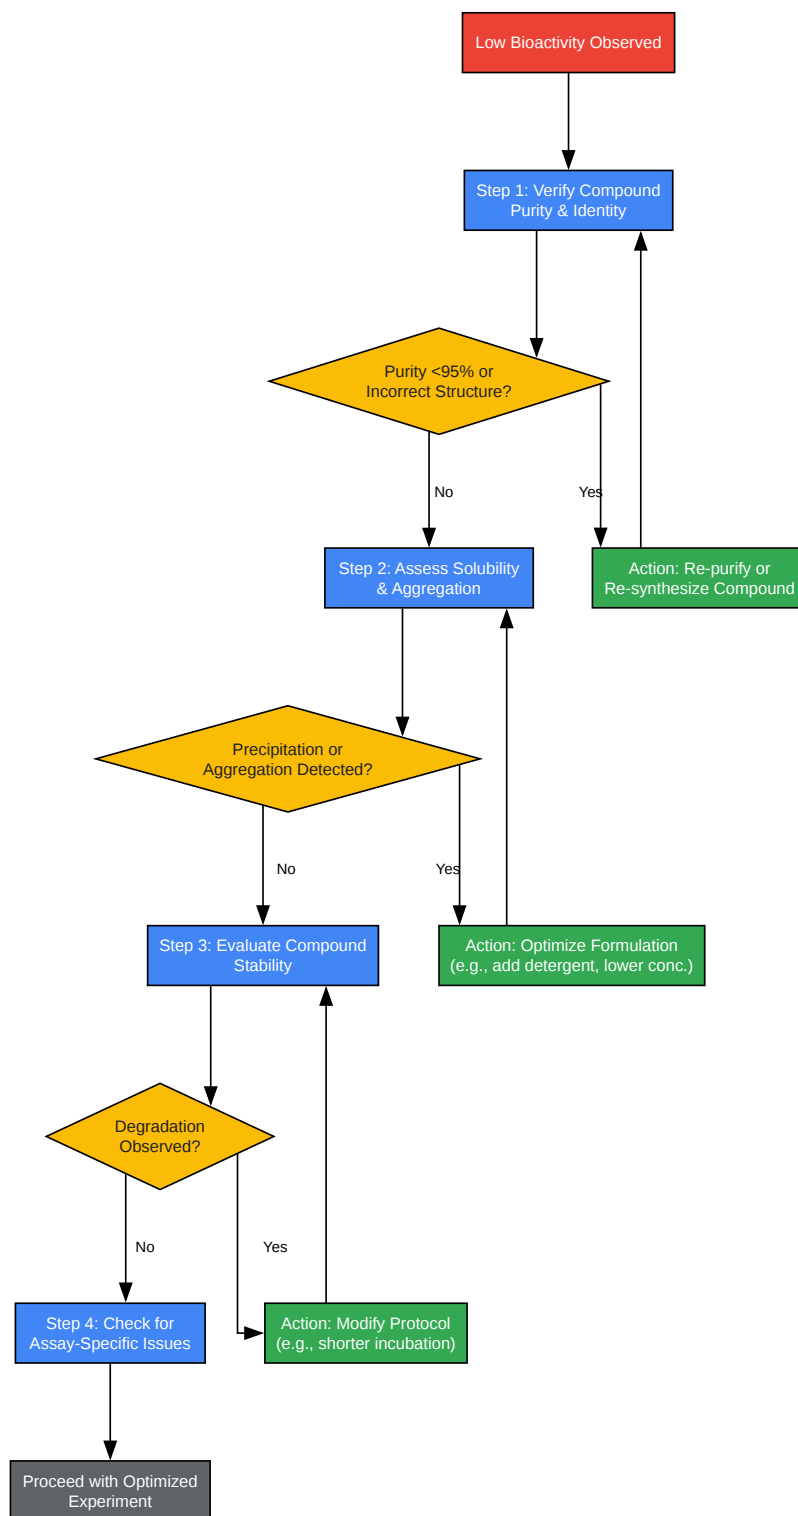 Low Bioactivity Observed
Step 1: Verify Compound
Purity & Identity
Purity <95% or
Incorrect Structure?
No
Yes
Step 2: Assess Solubility
& Aggregation
Action: Re-purify or
Re-synthesize Compound
Precipitation or
Aggregation Detected?
No
Yes
Step 3: Evaluate Compound
Stability
Action: Optimize Formulation
(e.g., add detergent, lower conc.)
Degradation
Observed?
No
Yes
Step 4: Check for
Assay-Specific Issues
Action: Modify Protocol
(e.g., shorter incubation)
Proceed with Optimized
Experiment